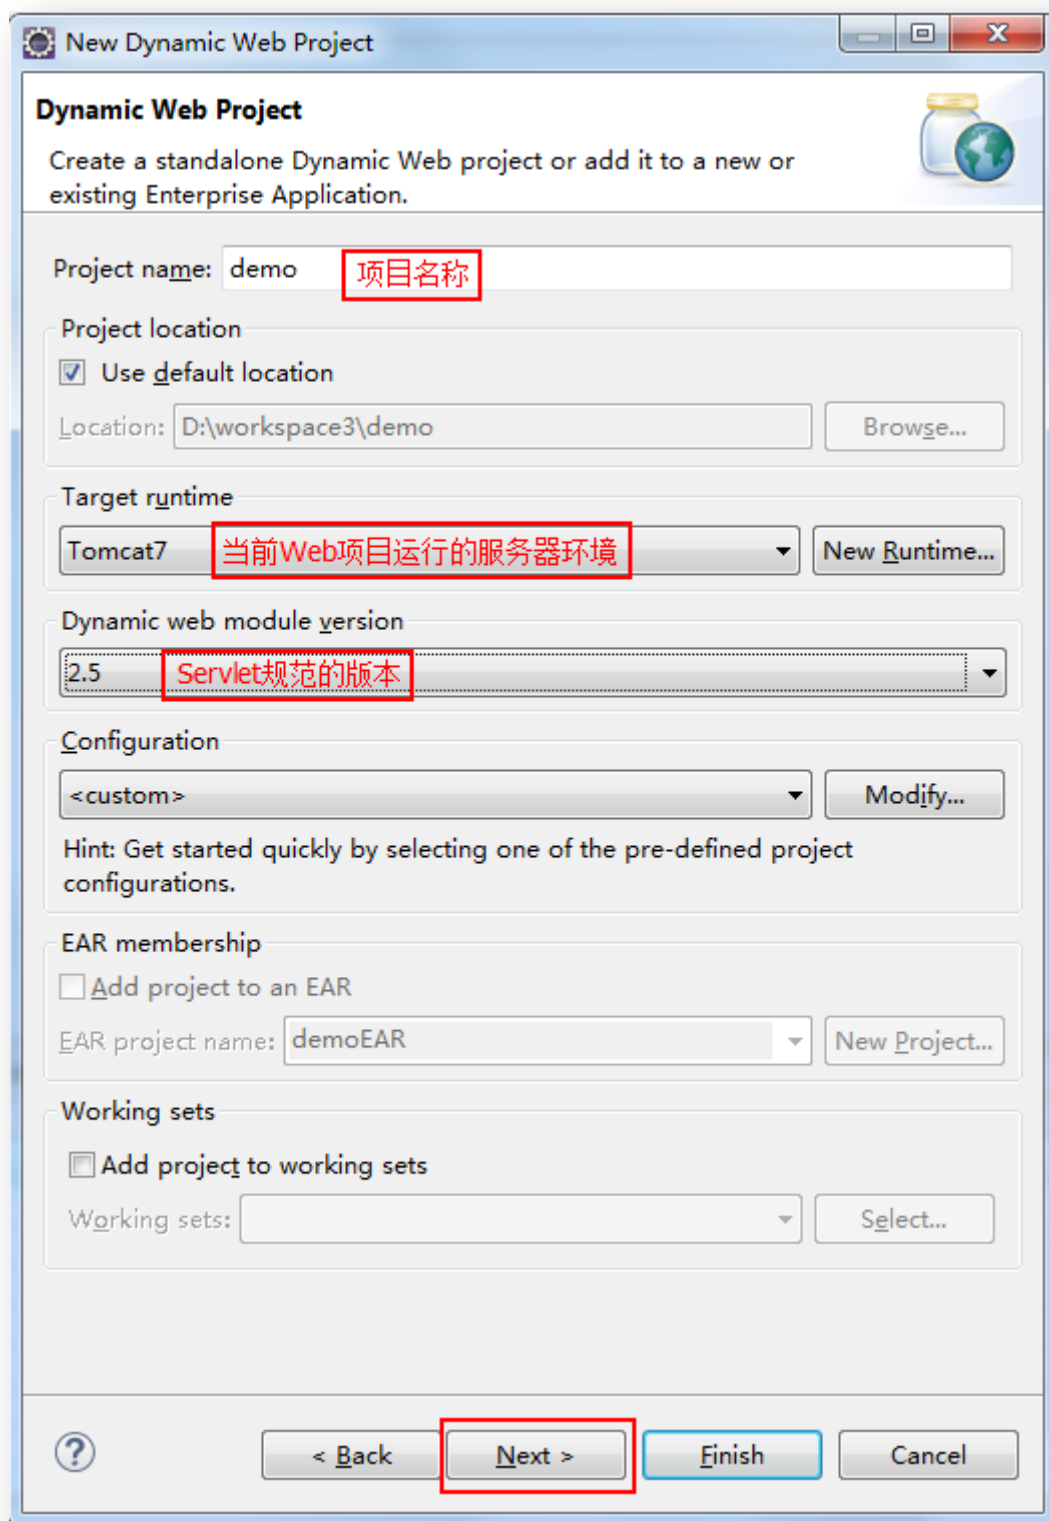 New Dynamic Web Project
Dynamic Web Project
Create a standalone Dynamic Web project or add it to a new or
existing Enterprise Application.
Project name: demo 项目名称
Project location
Use default location
Location: D:\workspace3\demo Browse...
Target runtime
Tomcat7 当前Web项目运行的服务器环境 New Runtime...
Dynamic web module version
2.5 Servlet规范的版本
Configuration
<custom> Modify...
Hint: Get started quickly by selecting one of the pre-defined project
configurations.
EAR membership
Add project to an EAR
EAR project name: demoEAR New Project...
Working sets
Add project to working sets
Working sets: Select...
? < Back Next > Finish Cancel